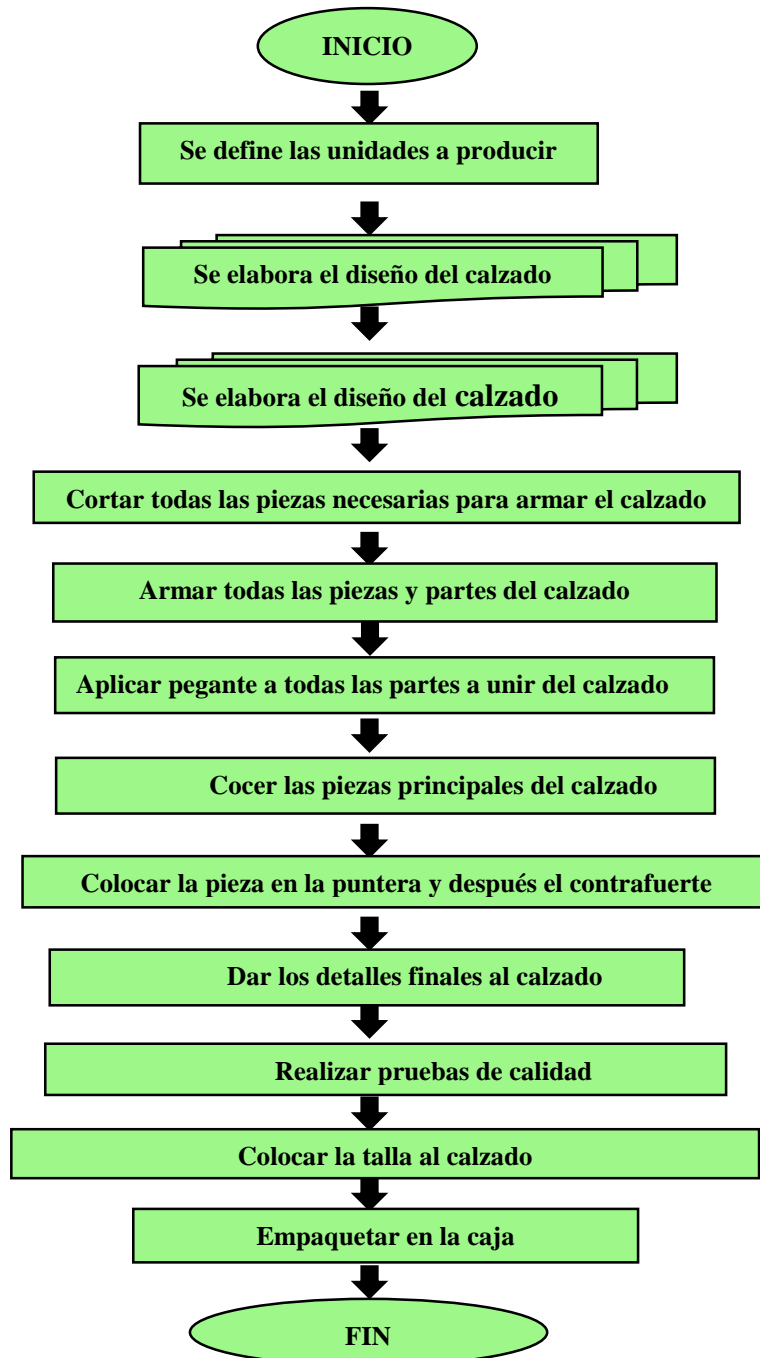 INICIO
Se define las unidades a producir
Se elabora el diseño del calzado
Se elabora el diseño del calzado
Cortar todas las piezas necesarias para armar el calzado
Armar todas las piezas y partes del calzado
Aplicar pegante a todas las partes a unir del calzado
Cocer las piezas principales del calzado
Colocar la pieza en la puntera y después el contrafuerte
Dar los detalles finales al calzado
Realizar pruebas de calidad
Colocar la talla al calzado
Empaquetar en la caja
FIN